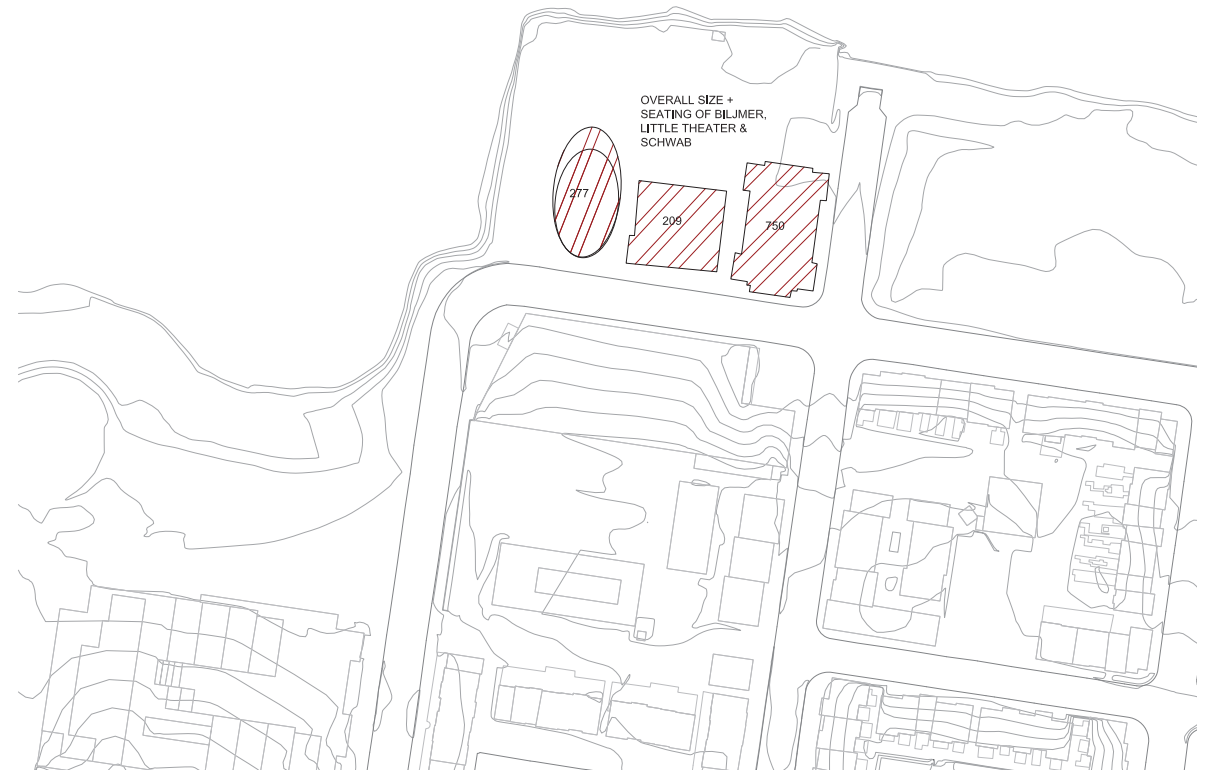 OVERALL SIZE +
SEATING OF BILJMER,
LITTLE THEATER &
SCHWAB
277
209
750